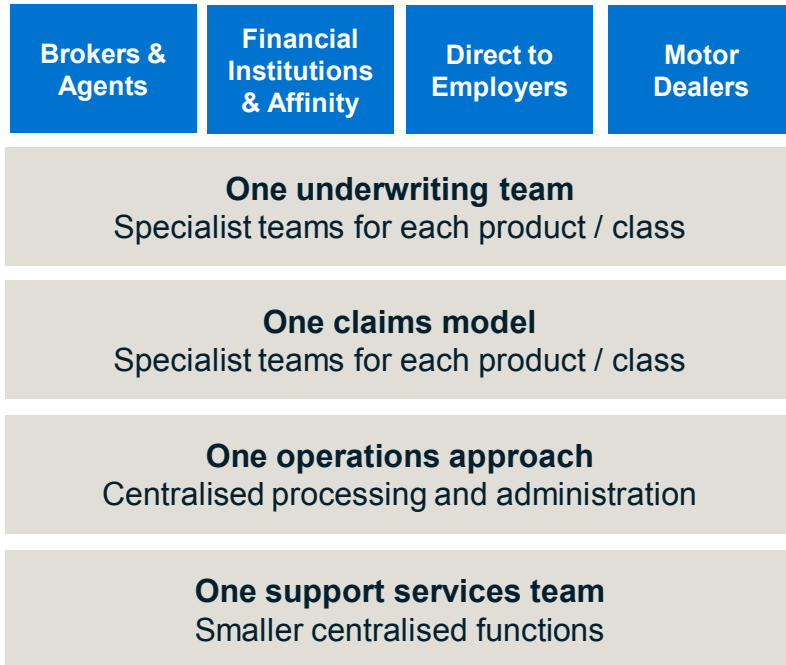 Brokers &
Agents
Financial
Institutions
& Affinity
Direct to
Employers
Motor
Dealers
One underwriting team
Specialist teams for each product / class
One claims model
Specialist teams for each product / class
One operations approach
Centralised processing and administration
One support services team
Smaller centralised functions